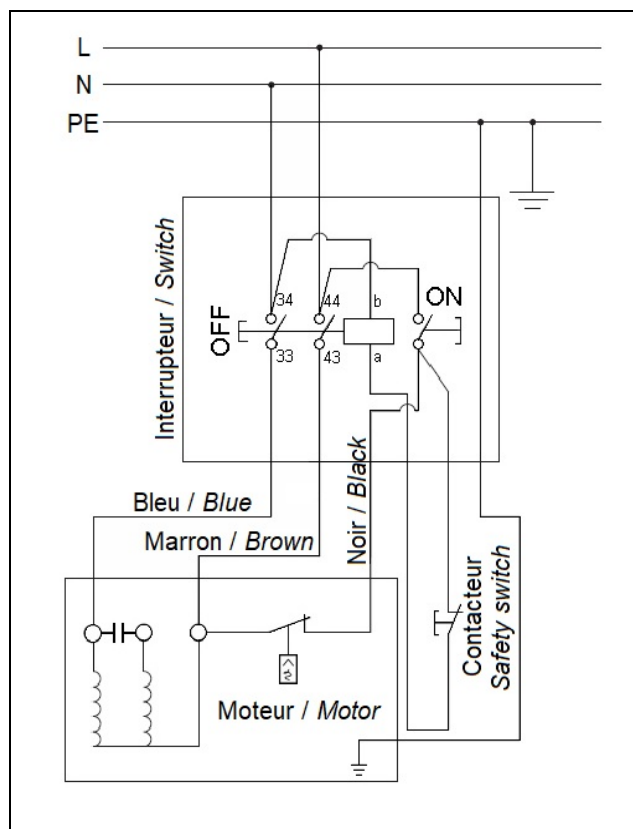 L
N
PE
Interrupteur / Switch
OFF
34
44
b
ON
33
43
a
Bleu / Blue
Marron / Brown
Noir / Black
Contacteur
Safety switch
Moteur / Motor